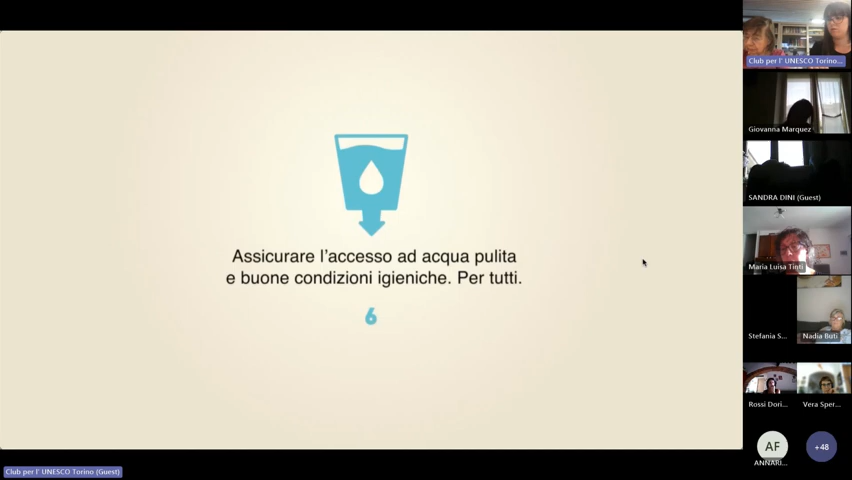 Assicurare l'accesso ad acqua pulita
e buone condizioni igieniche. Per tutti.
6
Club per l' UNESCO Torino...
Giovanna Marquez
SANDRA DINI (Guest)
Maria Luisa Tinti
Stefania S...
Nadia Buti
Rossi Dori...
Vera Sper...
AF
ANNARI...
+48
Club per l' UNESCO Torino (Guest)